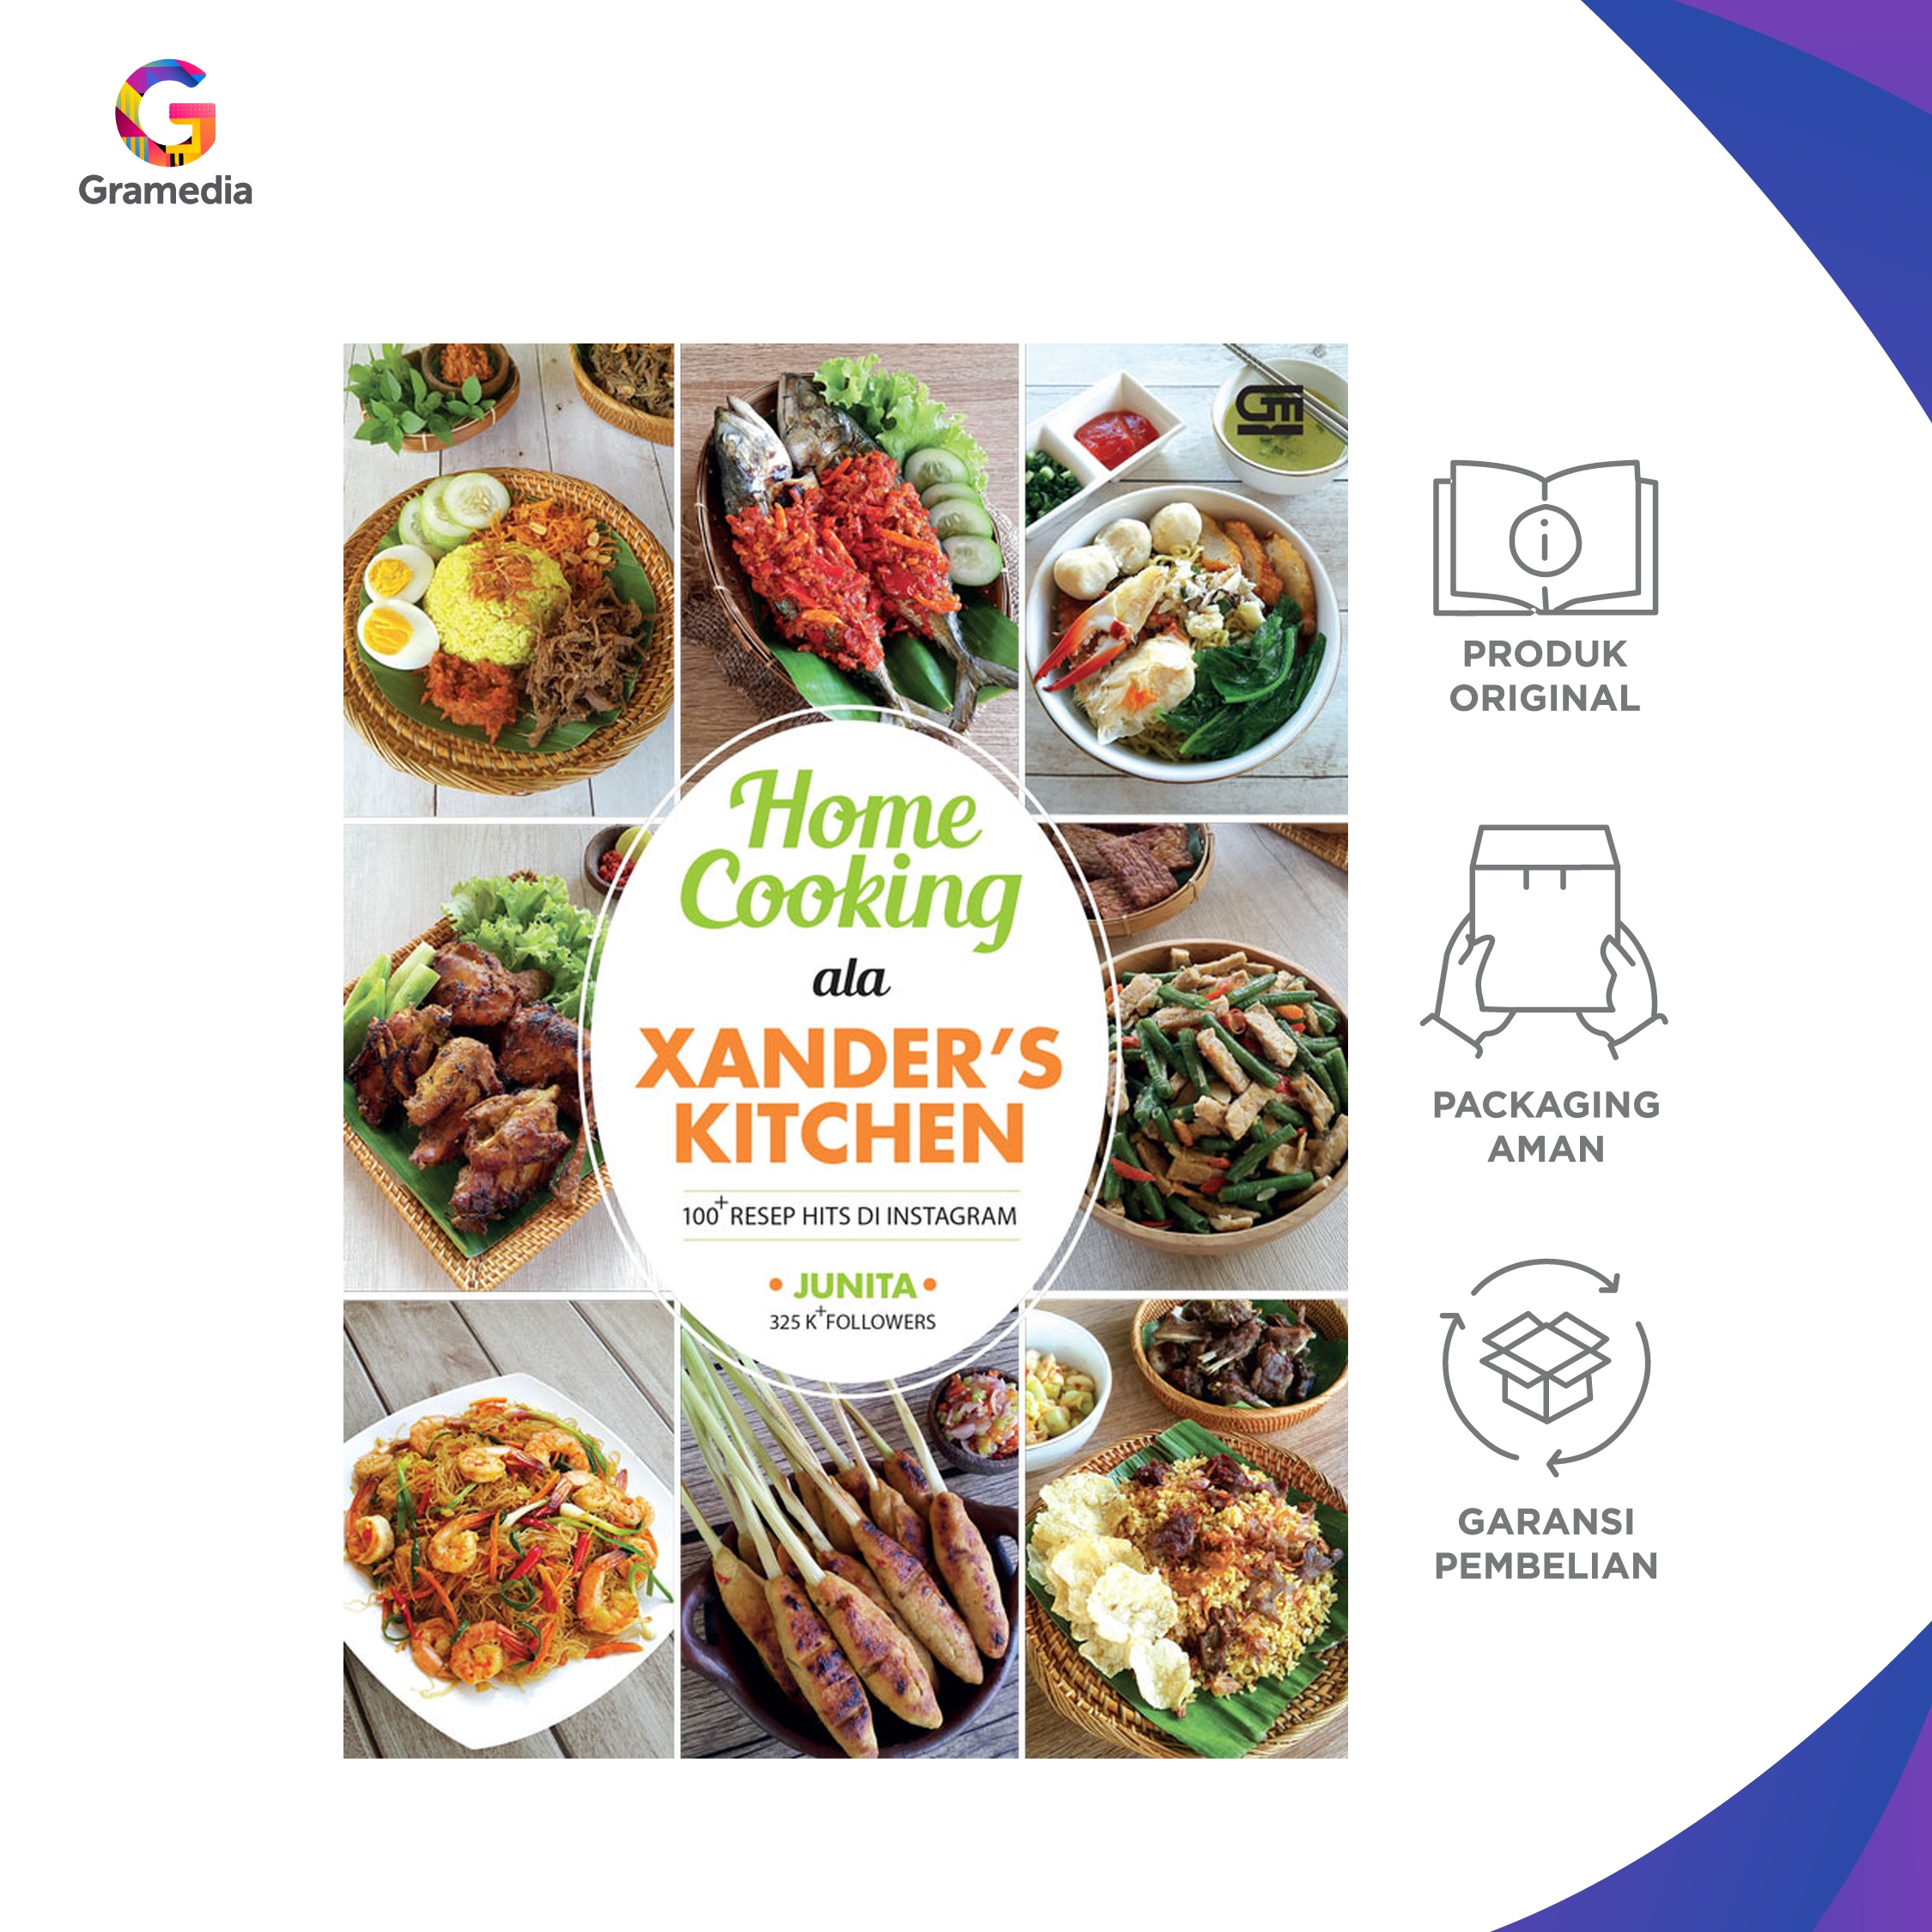 Gramedia
GM
Home
Cooking
ala
XANDER'S
KITCHEN
100+ RESEP HITS DI INSTAGRAM
• JUNITA •
325 K+ FOLLOWERS
PRODUK
ORIGINAL
PACKAGING
AMAN
GARANSI
PEMBELIAN